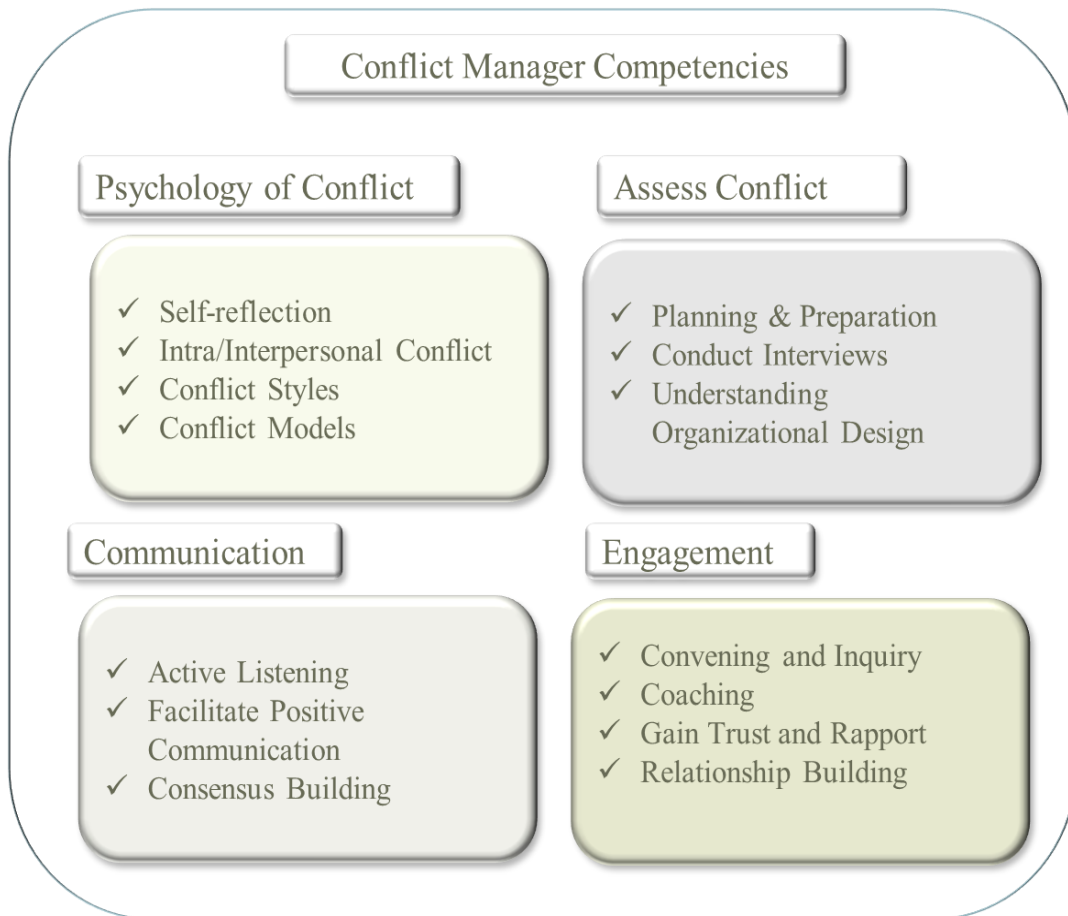 Conflict Manager Competencies
Psychology of Conflict
✓ Self-reflection
✓ Intra/Interpersonal Conflict
✓ Conflict Styles
✓ Conflict Models
Assess Conflict
✓ Planning & Preparation
✓ Conduct Interviews
✓ Understanding
Organizational Design
Communication
✓ Active Listening
✓ Facilitate Positive
Communication
✓ Consensus Building
Engagement
✓ Convening and Inquiry
✓ Coaching
✓ Gain Trust and Rapport
✓ Relationship Building